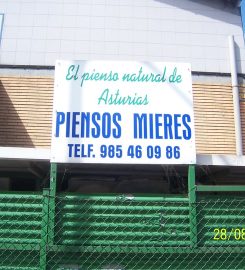 El pienso natural de
Asturias
PIENSOS MIERES
TELF. 985 46 09 86
28/08